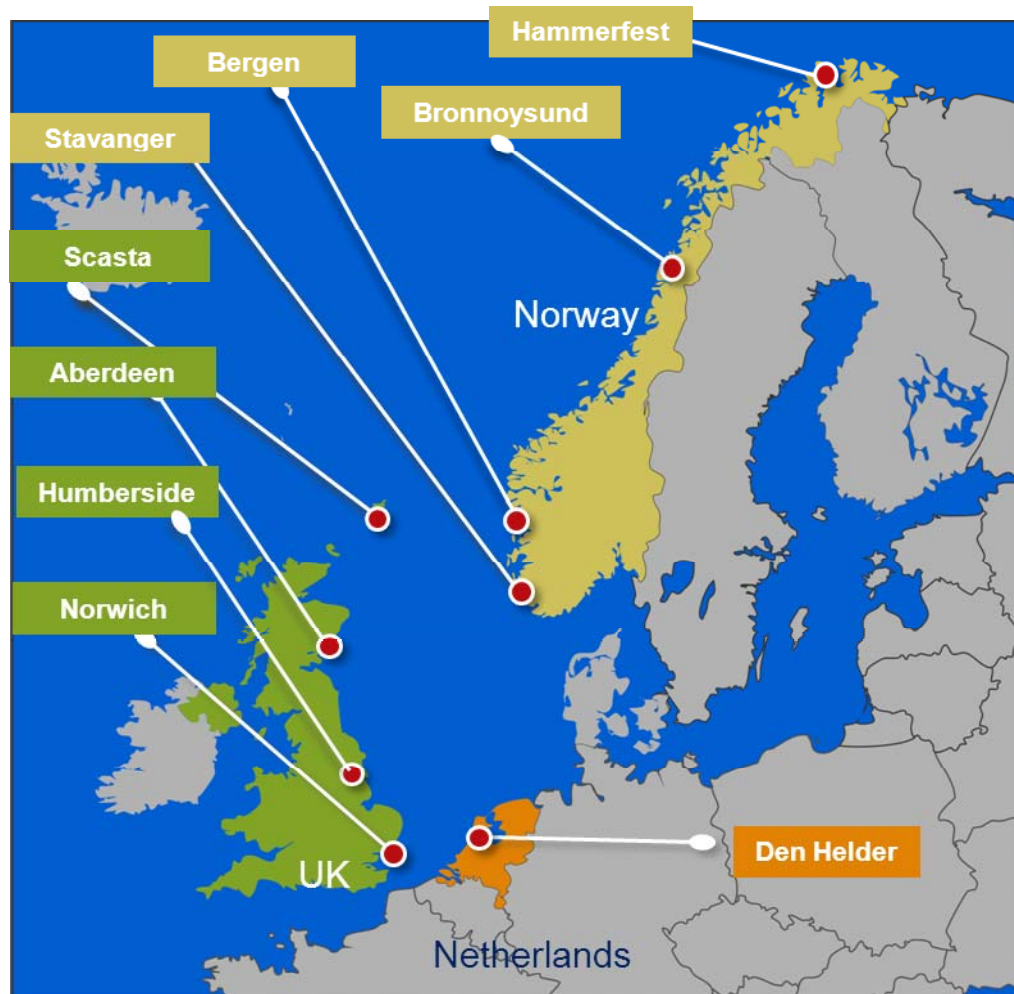 Hammerfest
Bergen
Bronnoysund
Stavanger
Scasta
Norway
Aberdeen
Humberside
Norwich
Den Helder
UK
Netherlands